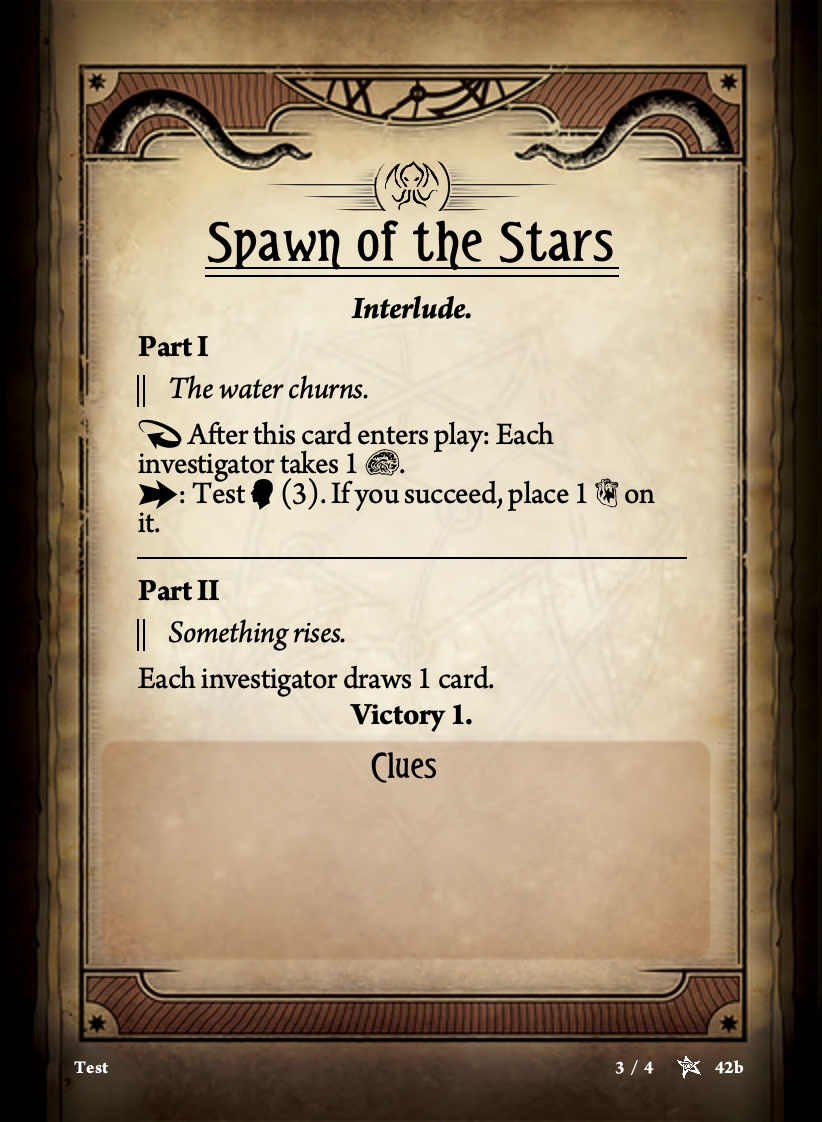 Spawn of the Stars
Interlude.
Part I
The water churns.
After this card enters play: Each
investigator takes 1 .
: Test (3). If you succeed, place 1 on
it.
Part II
Something rises.
Each investigator draws 1 card.
Victory 1.
Clues
Test 3 / 4 42b